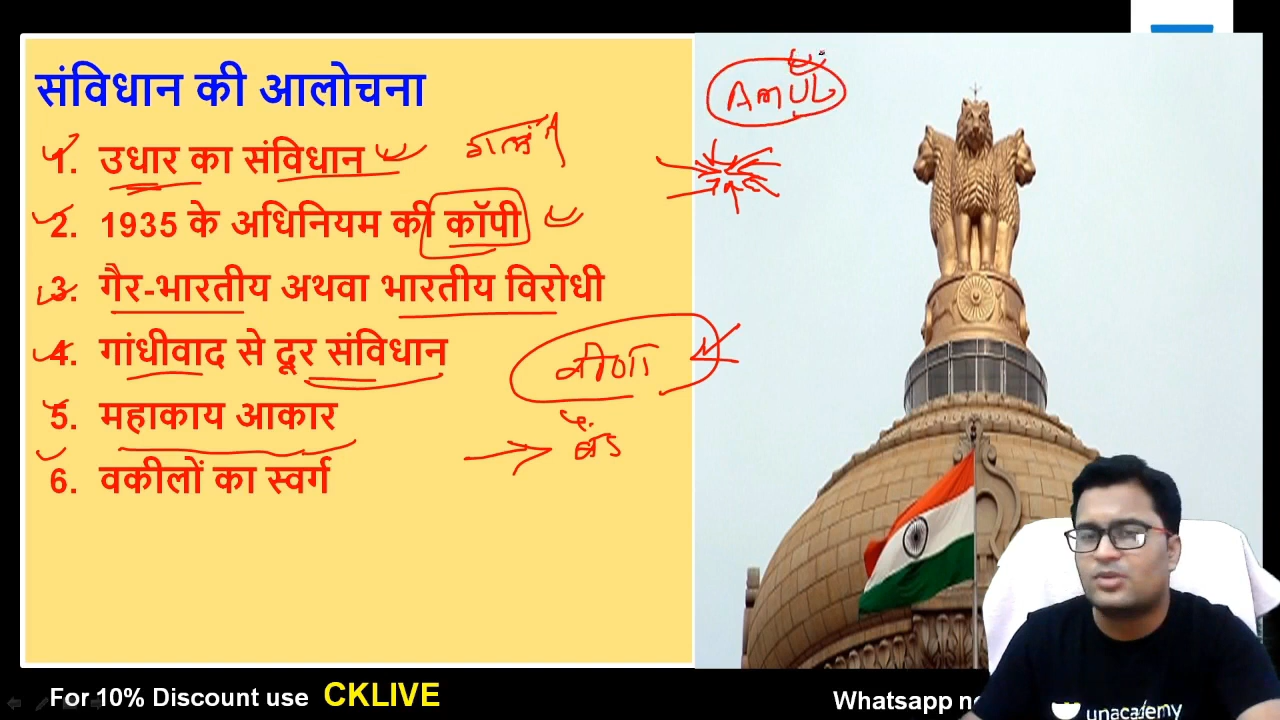 संविधान की आलोचना
1. उधार का संविधान
गलत
2. 1935 के अधिनियम की कॉपी
3. गैर-भारतीय अथवा भारतीय विरोधी
4. गांधीवाद से दूर संविधान
5. महाकाय आकार
6. वकीलों का स्वर्ग
AMUL
वीणा
बैंड
For 10% Discount use CKLIVE
Whatsapp
unacademy